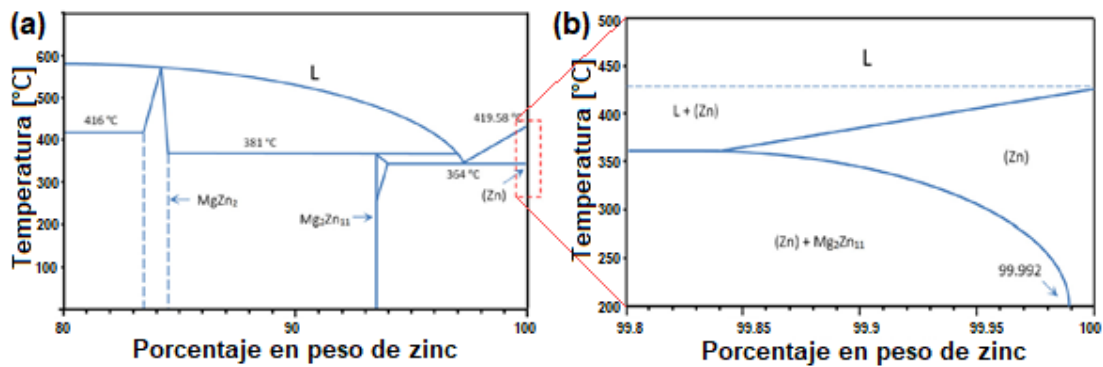 (a)
Temperatura [°C]
600
500
400
300
200
100
L
416 °C
381 °C
419.58 °C
364 °C
(Zn)
MgZn₂
Mg₂Zn₁₁
80
90
100
Porcentaje en peso de zinc
(b)
Temperatura [°C]
500
450
400
350
300
250
200
L
L + (Zn)
(Zn)
(Zn) + Mg₂Zn₁₁
99.992
99.8
99.85
99.9
99.95
100
Porcentaje en peso de zinc